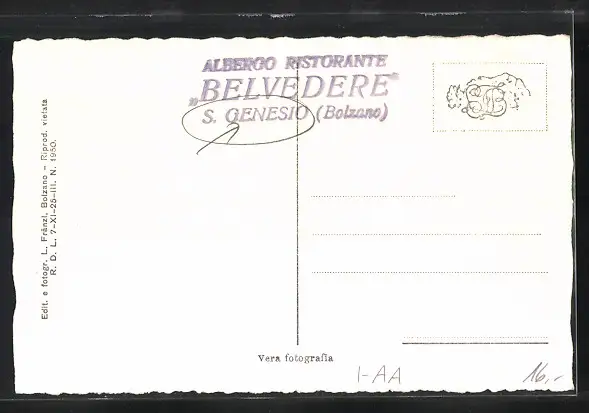 ALBERGO RISTORANTE
„BELVEDERE"
S. GENESIO (Bolzano)
Edit. e fotogr. L. Fränzl, Bolzano – Riprod. vietata
R. D. L. 7-XI-25-III. N. 1950.
Vera fotografia
I-AA
16,-